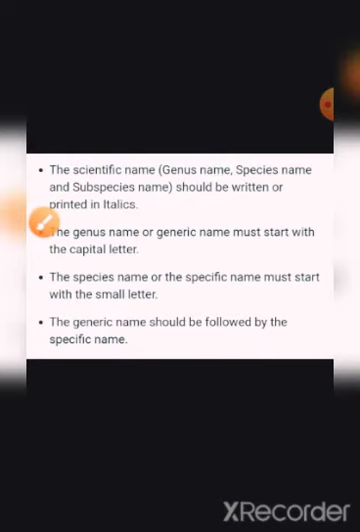 • The scientific name (Genus name, Species name
and Subspecies name) should be written or
printed in Italics.
• The genus name or generic name must start with
the capital letter.
• The species name or the specific name must start
with the small letter.
• The generic name should be followed by the
specific name.
XRecorder